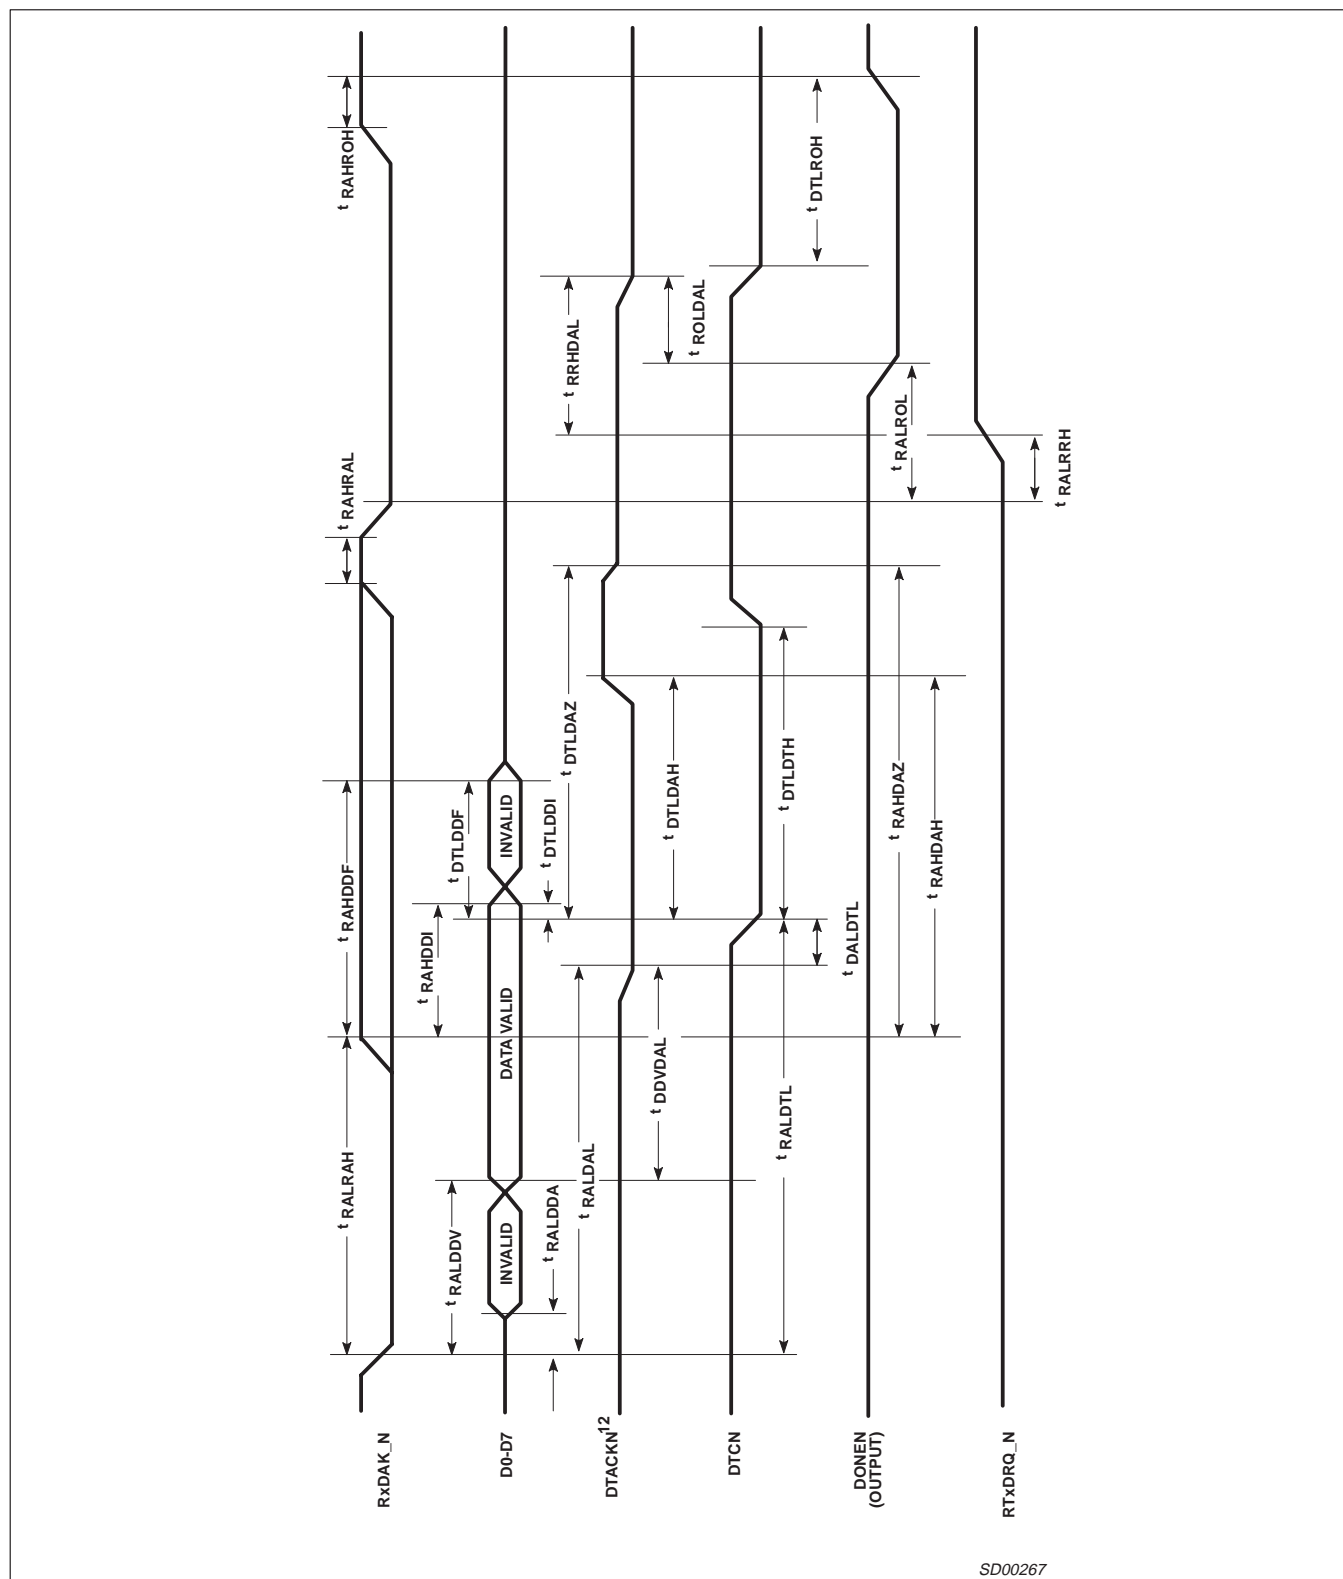 RxDAK_N
t RALRAH
t RAHDDF
t RAHRAL
t RAHROH
D0-D7
t RALDDV
INVALID
t RALDDA
DATA VALID
t RAHDDI
t DTLDDF
INVALID
t DTLDDI
DTACKN12
t RALDAL
t DDVDAL
t DTLDAZ
t DTLDAH
t RRHDAL
t ROLDAL
DTCN
t RALDTL
t DALDTL
t DTLDTH
t DTLROH
DONEN
(OUTPUT)
t RAHDAZ
t RAHDAH
t RALROL
RTxDRQ_N
t RALRRH
SD00267